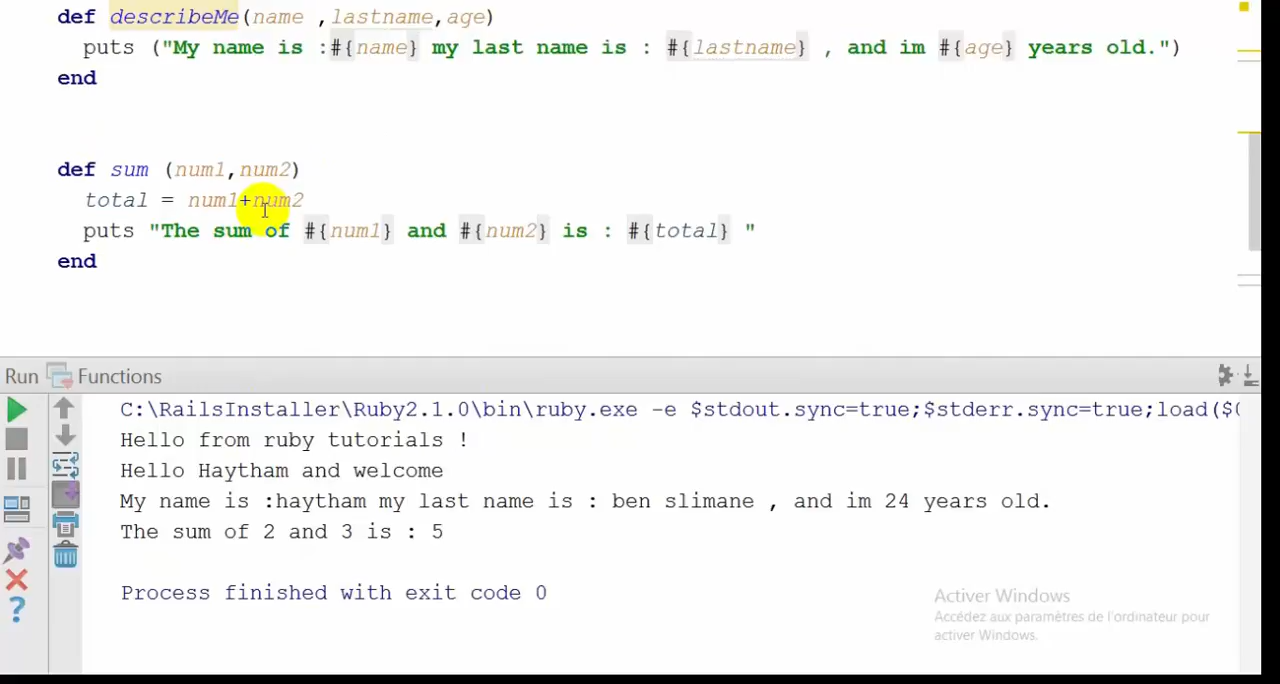 def describeMe(name ,lastname,age)
puts ("My name is :#{name} my last name is : #{lastname} , and im #{age} years old.")
end
def sum (num1,num2)
total = num1+num2
puts "The sum of #{num1} and #{num2} is : #{total} "
end
Run Functions
C:\RailsInstaller\Ruby2.1.0\bin\ruby.exe -e $stdout.sync=true;$stderr.sync=true;load($
Hello from ruby tutorials !
Hello Haytham and welcome
My name is :haytham my last name is : ben slimane , and im 24 years old.
The sum of 2 and 3 is : 5
Process finished with exit code 0
Activer Windows
Accédez aux paramètres de l'ordinateur pour
activer Windows.